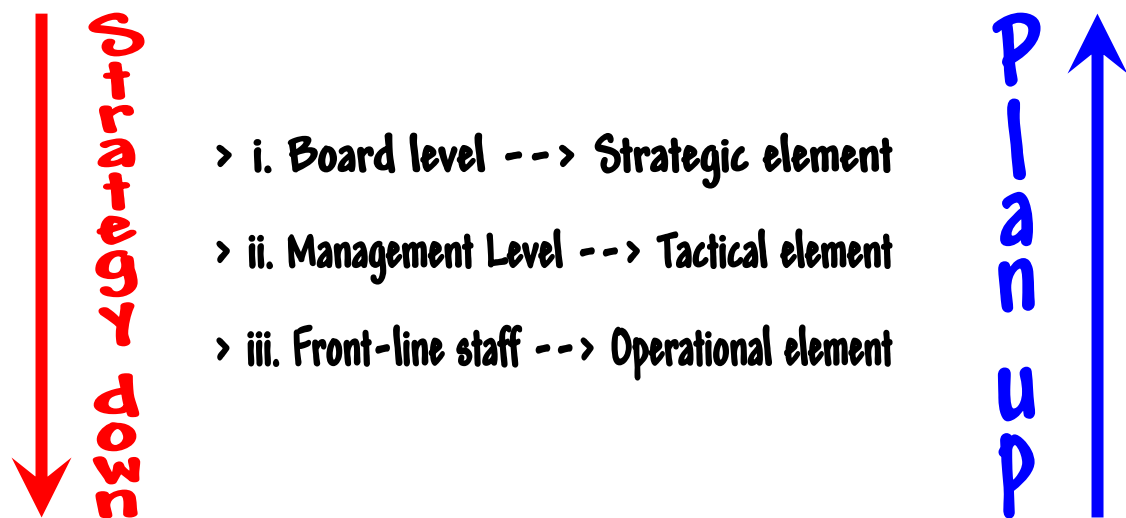 Strategy down
> i. Board level --> Strategic element
> ii. Management Level --> Tactical element
> iii. Front-line staff --> Operational element
Plan up